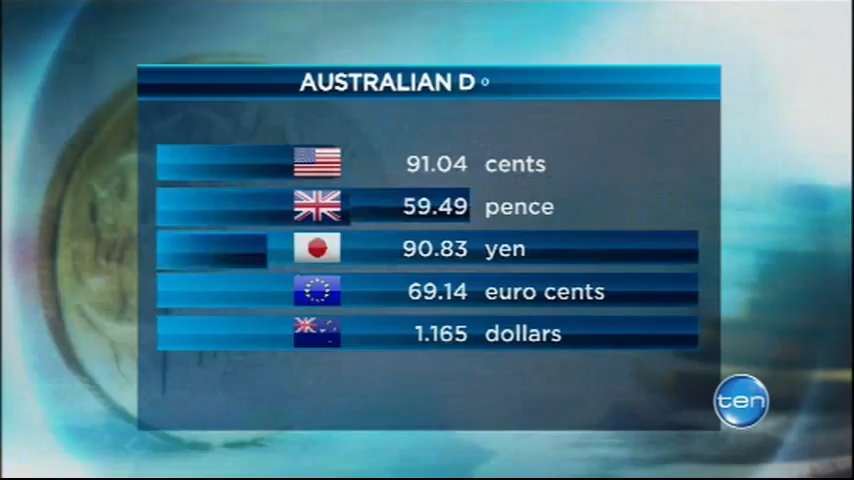 AUSTRALIAN D
91.04 cents
59.49 pence
90.83 yen
69.14 euro cents
1.165 dollars
ten